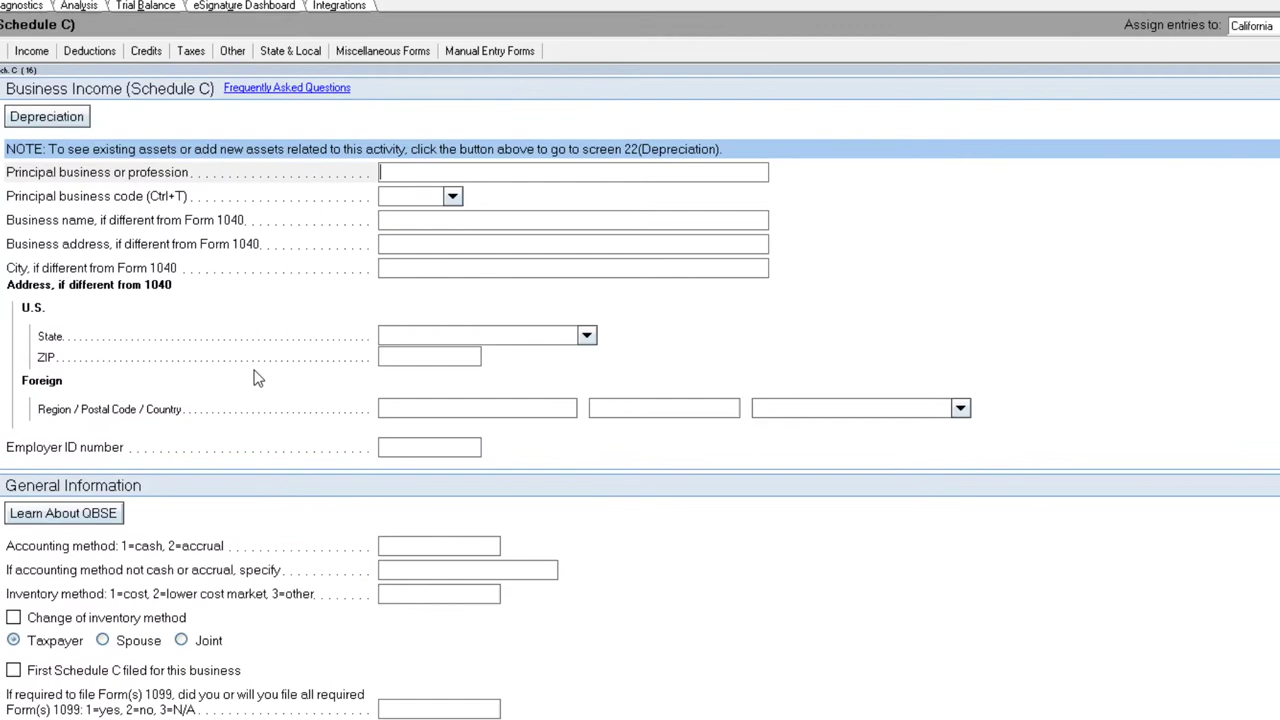 agnostics Analysis Trial Balance eSignature Dashboard Integrations
Schedule C) Assign entries to: California
Income Deductions Credits Taxes Other State & Local Miscellaneous Forms Manual Entry Forms
ch. C (16)
Business Income (Schedule C) Frequently Asked Questions
Depreciation
NOTE: To see existing assets or add new assets related to this activity, click the button above to go to screen 22(Depreciation).
Principal business or profession
Principal business code (Ctrl+T)
Business name, if different from Form 1040
Business address, if different from Form 1040
City, if different from Form 1040
Address, if different from 1040
U.S.
State
ZIP
Foreign
Region / Postal Code / Country
Employer ID number
General Information
Learn About QBSE
Accounting method: 1=cash, 2=accrual
If accounting method not cash or accrual, specify
Inventory method: 1=cost, 2=lower cost market, 3=other
Change of inventory method
Taxpayer Spouse Joint
First Schedule C filed for this business
If required to file Form(s) 1099, did you or will you file all required
Form(s) 1099: 1=yes, 2=no, 3=N/A